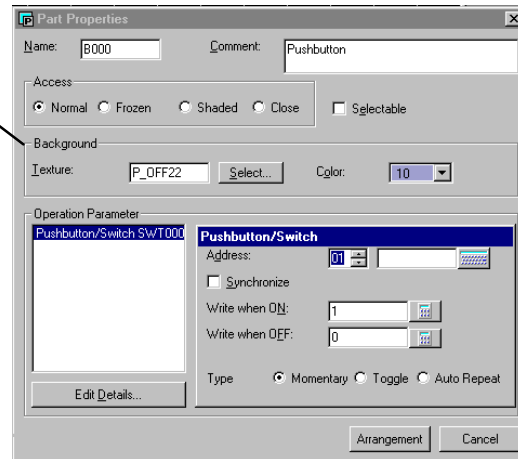 Part Properties
Name: B000 Comment: Pushbutton
Access
Normal Frozen Shaded Close Selectable
Background
Texture: P_OFF22 Select... Color: 10
Operation Parameter
Pushbutton/Switch SWT000 Pushbutton/Switch
Address: 01
Synchronize
Write when ON: 1
Write when OFF: 0
Type Momentary Toggle Auto Repeat
Edit Details...
Arrangement Cancel